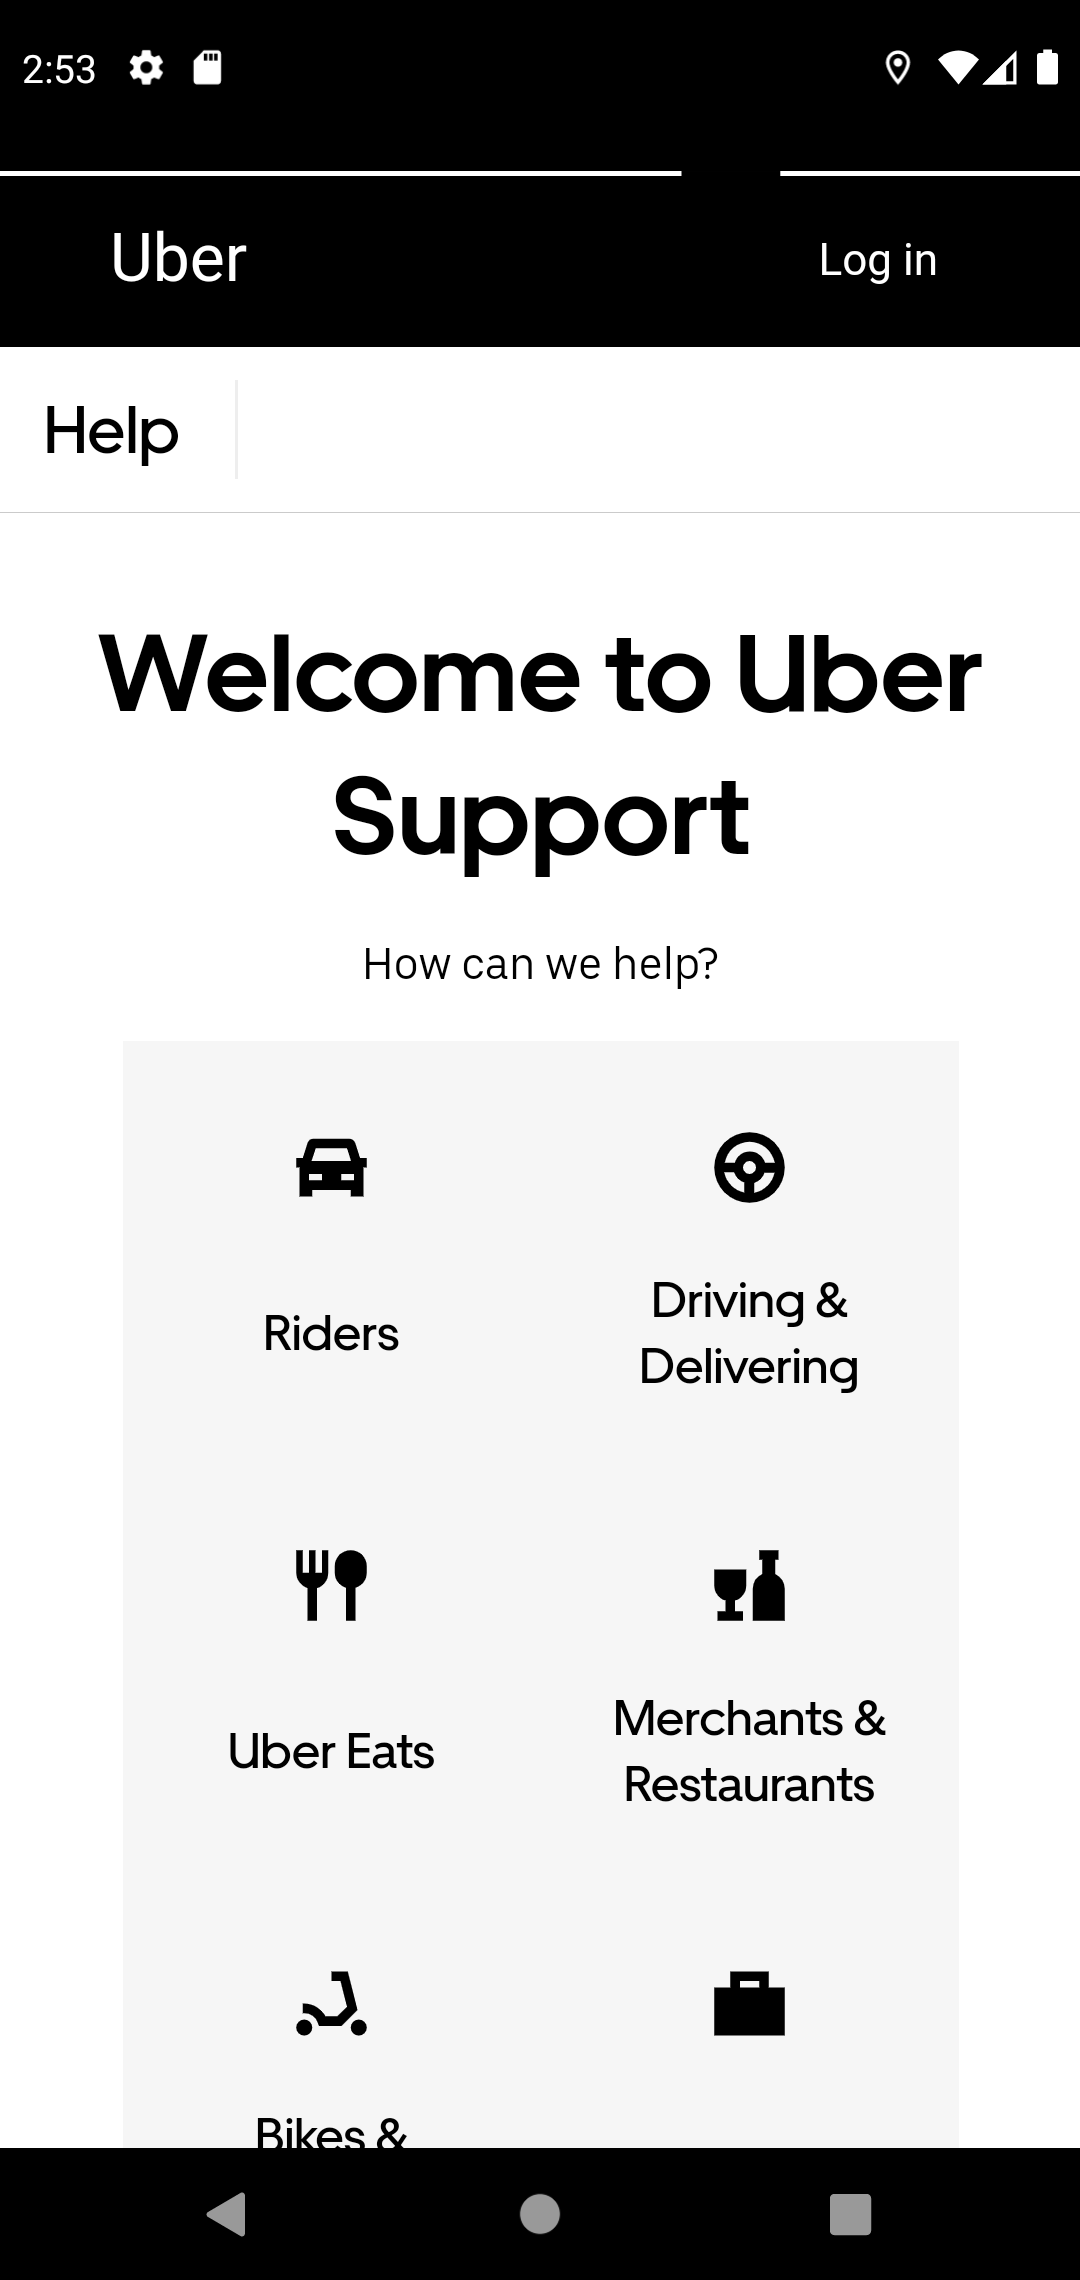 2:53
Uber
Log in
Help
Welcome to Uber
Support
How can we help?
Riders
Driving &
Delivering
Uber Eats
Merchants &
Restaurants
Bikes &